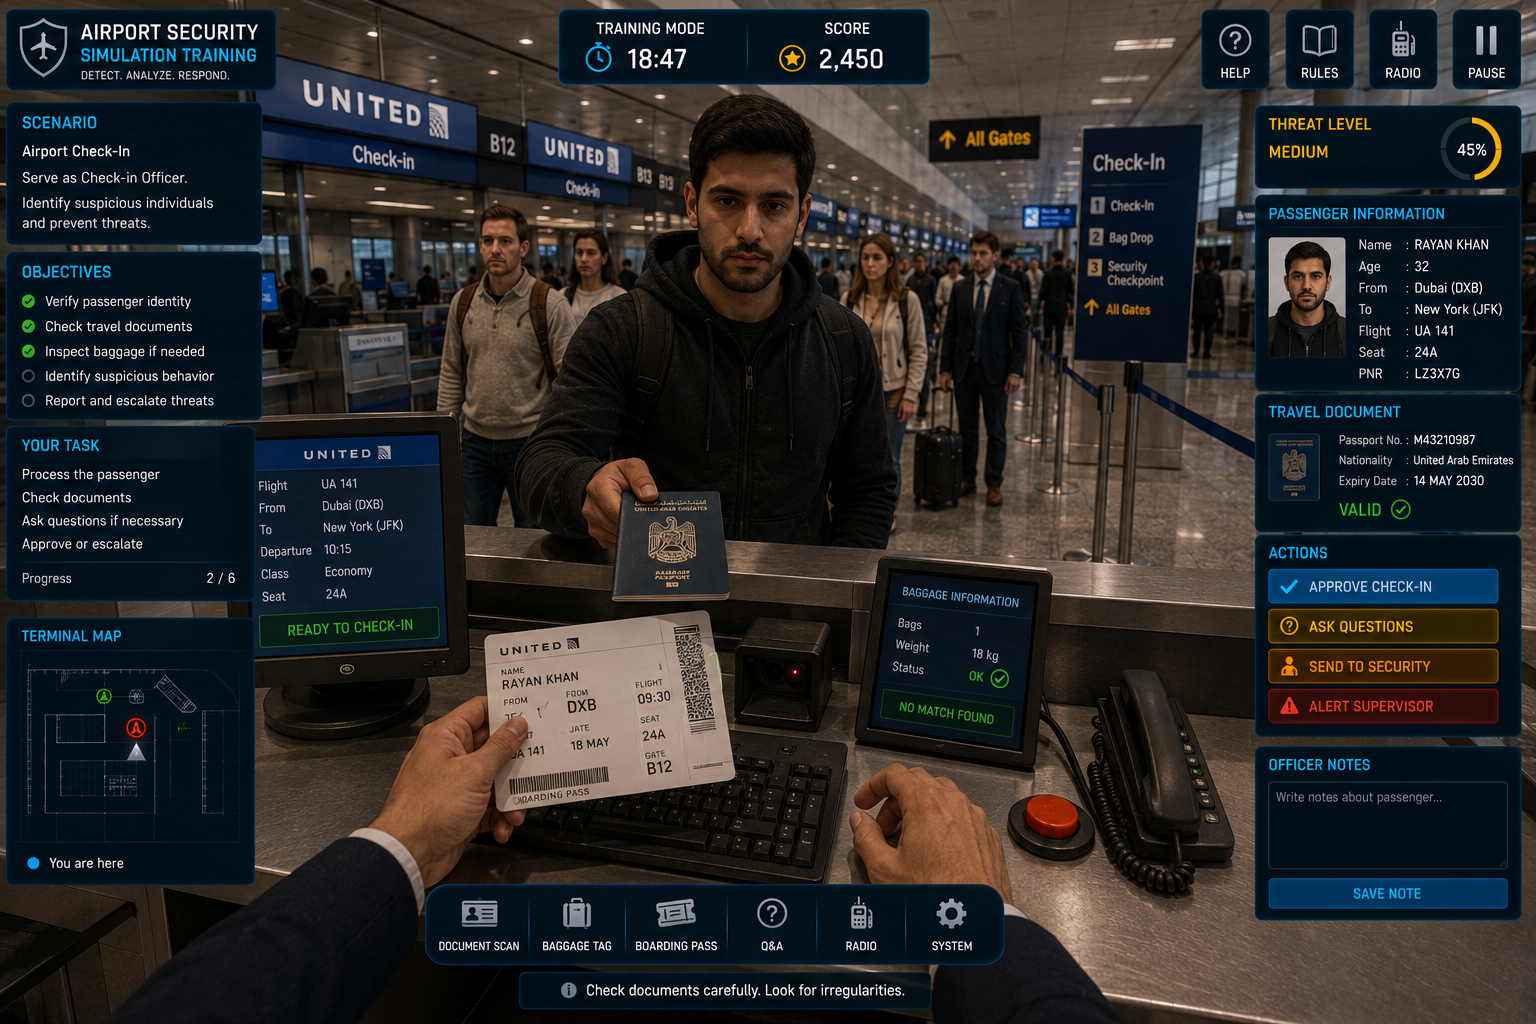 AIRPORT SECURITY
SIMULATION TRAINING
DETECT. ANALYZE. RESPOND.
TRAINING MODE
18:47
SCORE
2,450
HELP
RULES
RADIO
PAUSE
SCENARIO
Airport Check-In
Serve as Check-in Officer.
Identify suspicious individuals
and prevent threats.
OBJECTIVES
Verify passenger identity
Check travel documents
Inspect baggage if needed
Identify suspicious behavior
Report and escalate threats
YOUR TASK
Process the passenger
Check documents
Ask questions if necessary
Approve or escalate
Progress 2 / 6
TERMINAL MAP
You are here
UNITED
Check-in
B12
UNITED
Check-in
B13
All Gates
Check-In
1 Check-In
2 Bag Drop
3 Security
Checkpoint
All Gates
UNITED
Flight UA 141
From Dubai (DXB)
To New York (JFK)
Departure 10:15
Class Economy
Seat 24A
READY TO CHECK-IN
UNITED ARAB EMIRATES
UNITED
NAME
RAYAN KHAN
FROM
FROM
DXB
FLIGHT
09:30
UA 141
JATE
18 MAY
SEAT
24A
GATE
B12
BOARDING PASS
BAGGAGE INFORMATION
Bags 1
Weight 18 kg
Status OK
NO MATCH FOUND
THREAT LEVEL
MEDIUM
45%
PASSENGER INFORMATION
Name : RAYAN KHAN
Age : 32
From : Dubai (DXB)
To : New York (JFK)
Flight : UA 141
Seat : 24A
PNR : LZ3X7G
TRAVEL DOCUMENT
Passport No. : M43210987
Nationality : United Arab Emirates
Expiry Date : 14 MAY 2030
VALID
ACTIONS
APPROVE CHECK-IN
ASK QUESTIONS
SEND TO SECURITY
ALERT SUPERVISOR
OFFICER NOTES
Write notes about passenger...
SAVE NOTE
DOCUMENT SCAN
BAGGAGE TAG
BOARDING PASS
Q&A
RADIO
SYSTEM
Check documents carefully. Look for irregularities.